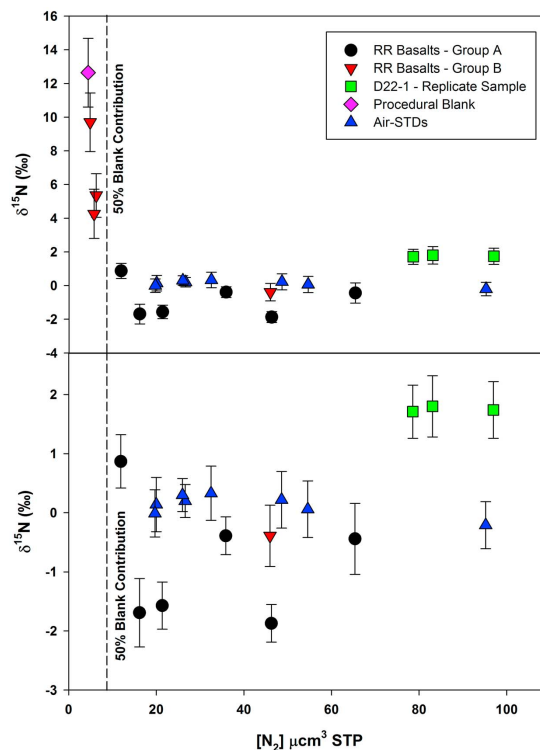 16
14
12
10
8
6
4
2
0
-2
-4
δ¹⁵N (‰)
50% Blank Contribution
RR Basalts - Group A
RR Basalts - Group B
D22-1 - Replicate Sample
Procedural Blank
Air-STDs
2
1
0
-1
-2
-3
δ¹⁵N (‰)
50% Blank Contribution
0 20 40 60 80 100
[N₂] μcm³ STP